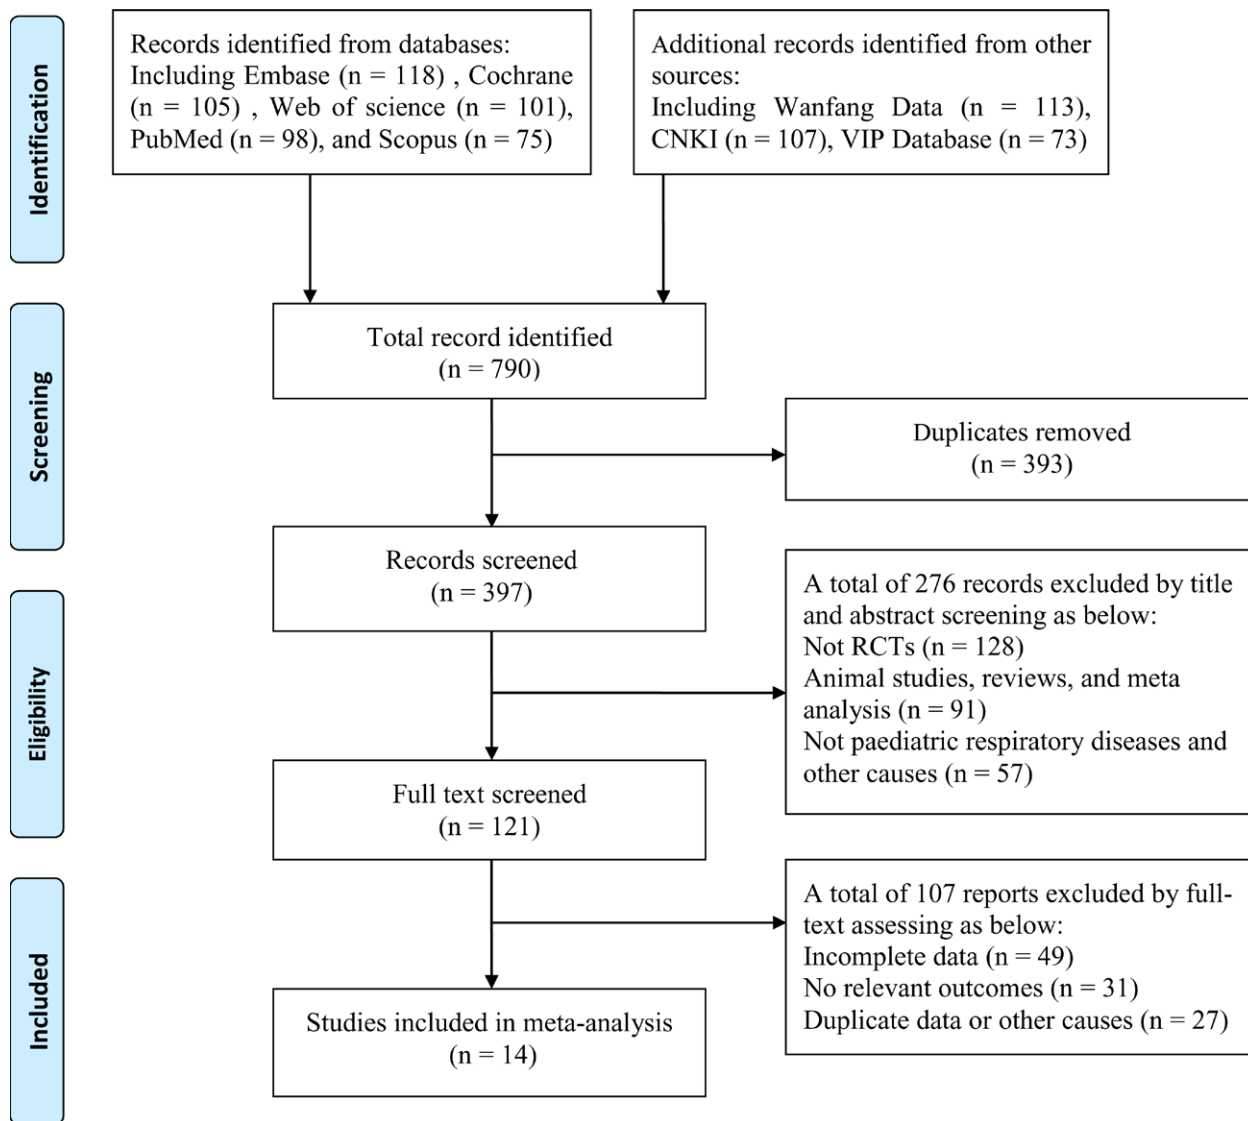 Identification
Records identified from databases:
Including Embase (n = 118) , Cochrane
(n = 105) , Web of science (n = 101),
PubMed (n = 98), and Scopus (n = 75)
Additional records identified from other
sources:
Including Wanfang Data (n = 113),
CNKI (n = 107), VIP Database (n = 73)
Screening
Total record identified
(n = 790)
Duplicates removed
(n = 393)
Records screened
(n = 397)
Eligibility
A total of 276 records excluded by title
and abstract screening as below:
Not RCTs (n = 128)
Animal studies, reviews, and meta
analysis (n = 91)
Not paediatric respiratory diseases and
other causes (n = 57)
Full text screened
(n = 121)
Included
A total of 107 reports excluded by full-
text assessing as below:
Incomplete data (n = 49)
No relevant outcomes (n = 31)
Duplicate data or other causes (n = 27)
Studies included in meta-analysis
(n = 14)